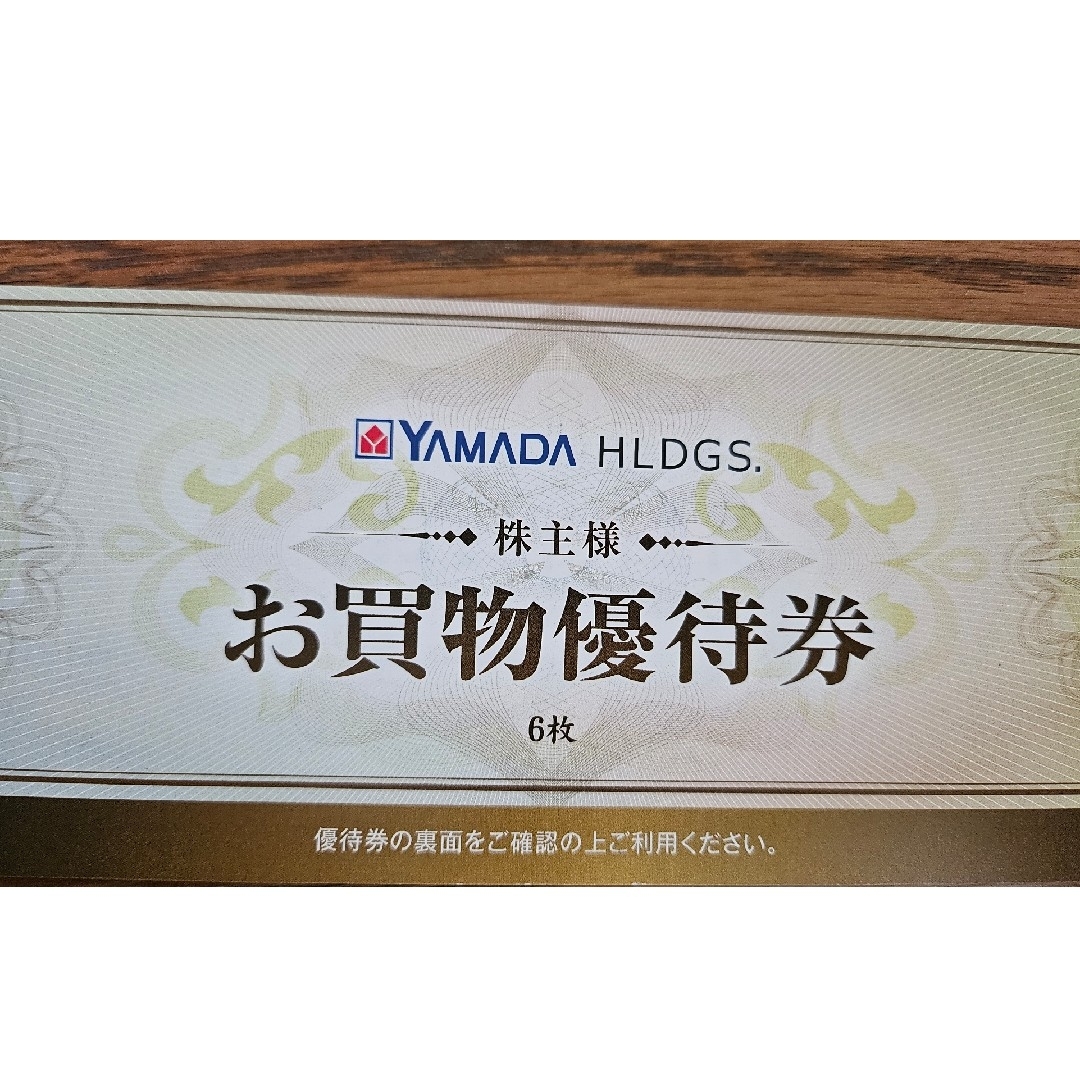 YAMADA HLDGS.
株主様
お買物優待券
6枚
優待券の裏面をご確認の上ご利用ください。